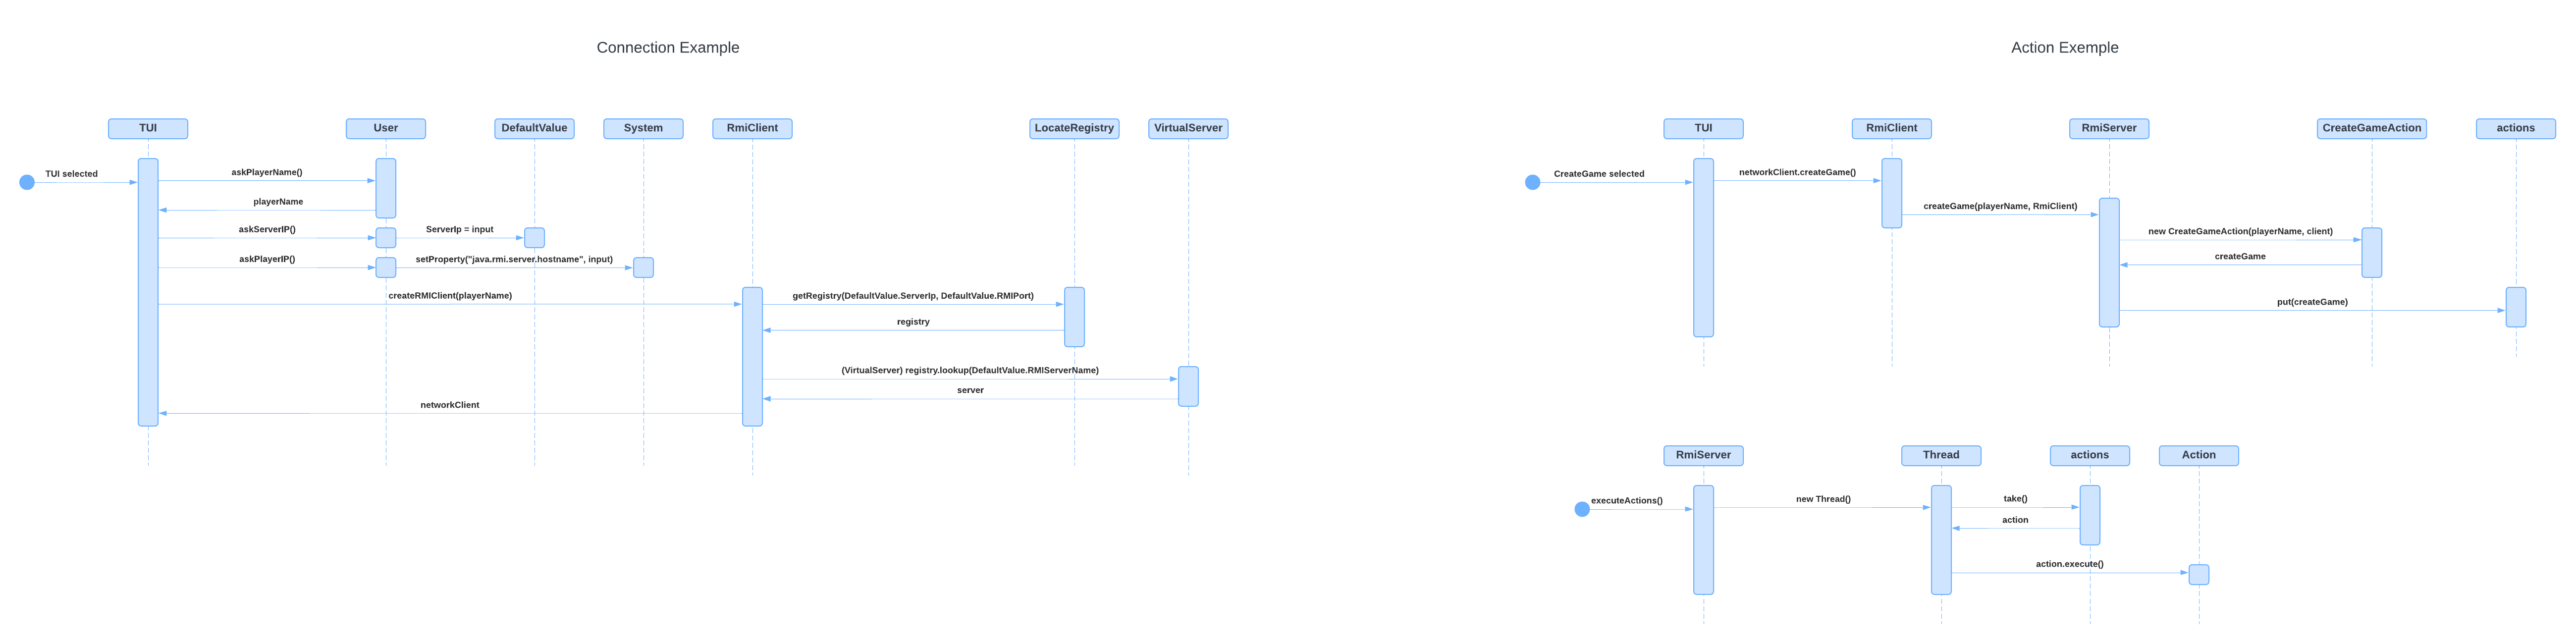 Connection Example
TUI
User
DefaultValue
System
RmiClient
LocateRegistry
VirtualServer
TUI selected
askPlayerName()
playerName
askServerIP()
ServerIp = input
askPlayerIP()
setProperty("java.rmi.server.hostname", input)
createRMIClient(playerName)
getRegistry(DefaultValue.ServerIp, DefaultValue.RMIPort)
registry
(VirtualServer) registry.lookup(DefaultValue.RMIServerName)
server
networkClient
Action Exemple
TUI
RmiClient
RmiServer
CreateGameAction
actions
CreateGame selected
networkClient.createGame()
createGame(playerName, RmiClient)
new CreateGameAction(playerName, client)
createGame
put(createGame)
RmiServer
Thread
actions
Action
executeActions()
new Thread()
take()
action
action.execute()